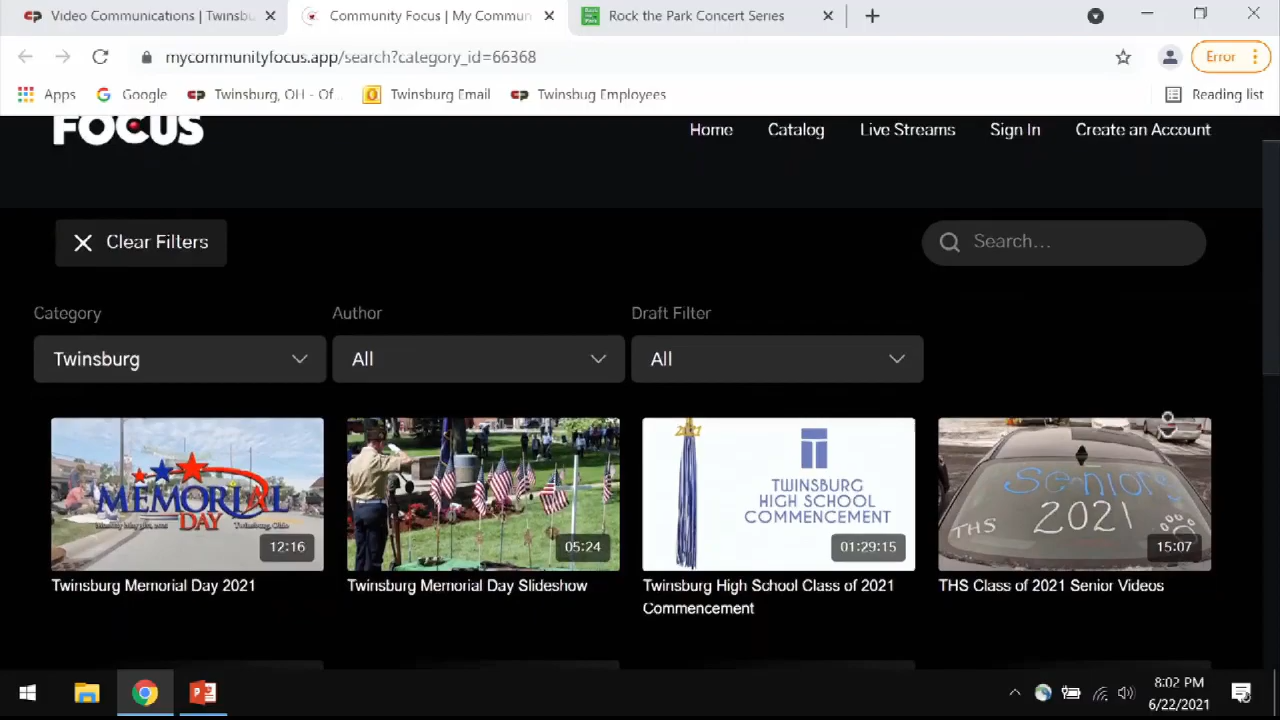 Video Communications | Twinsbu
Community Focus | My Commun
Rock the Park Concert Series
mycommunityfocus.app/search?category_id=66368
Error
Apps
Google
Twinsburg, OH - Of...
Twinsburg Email
Twinsbug Employees
Reading list
FOCUS
Home
Catalog
Live Streams
Sign In
Create an Account
Clear Filters
Search...
Category
Author
Draft Filter
Twinsburg
All
All
MEMORIAL
DAY
12:16
05:24
2021
TWINSBURG
HIGH SCHOOL
COMMENCEMENT
01:29:15
Seniors
THS
2021
15:07
Twinsburg Memorial Day 2021
Twinsburg Memorial Day Slideshow
Twinsburg High School Class of 2021
Commencement
THS Class of 2021 Senior Videos
8:02 PM
6/22/2021